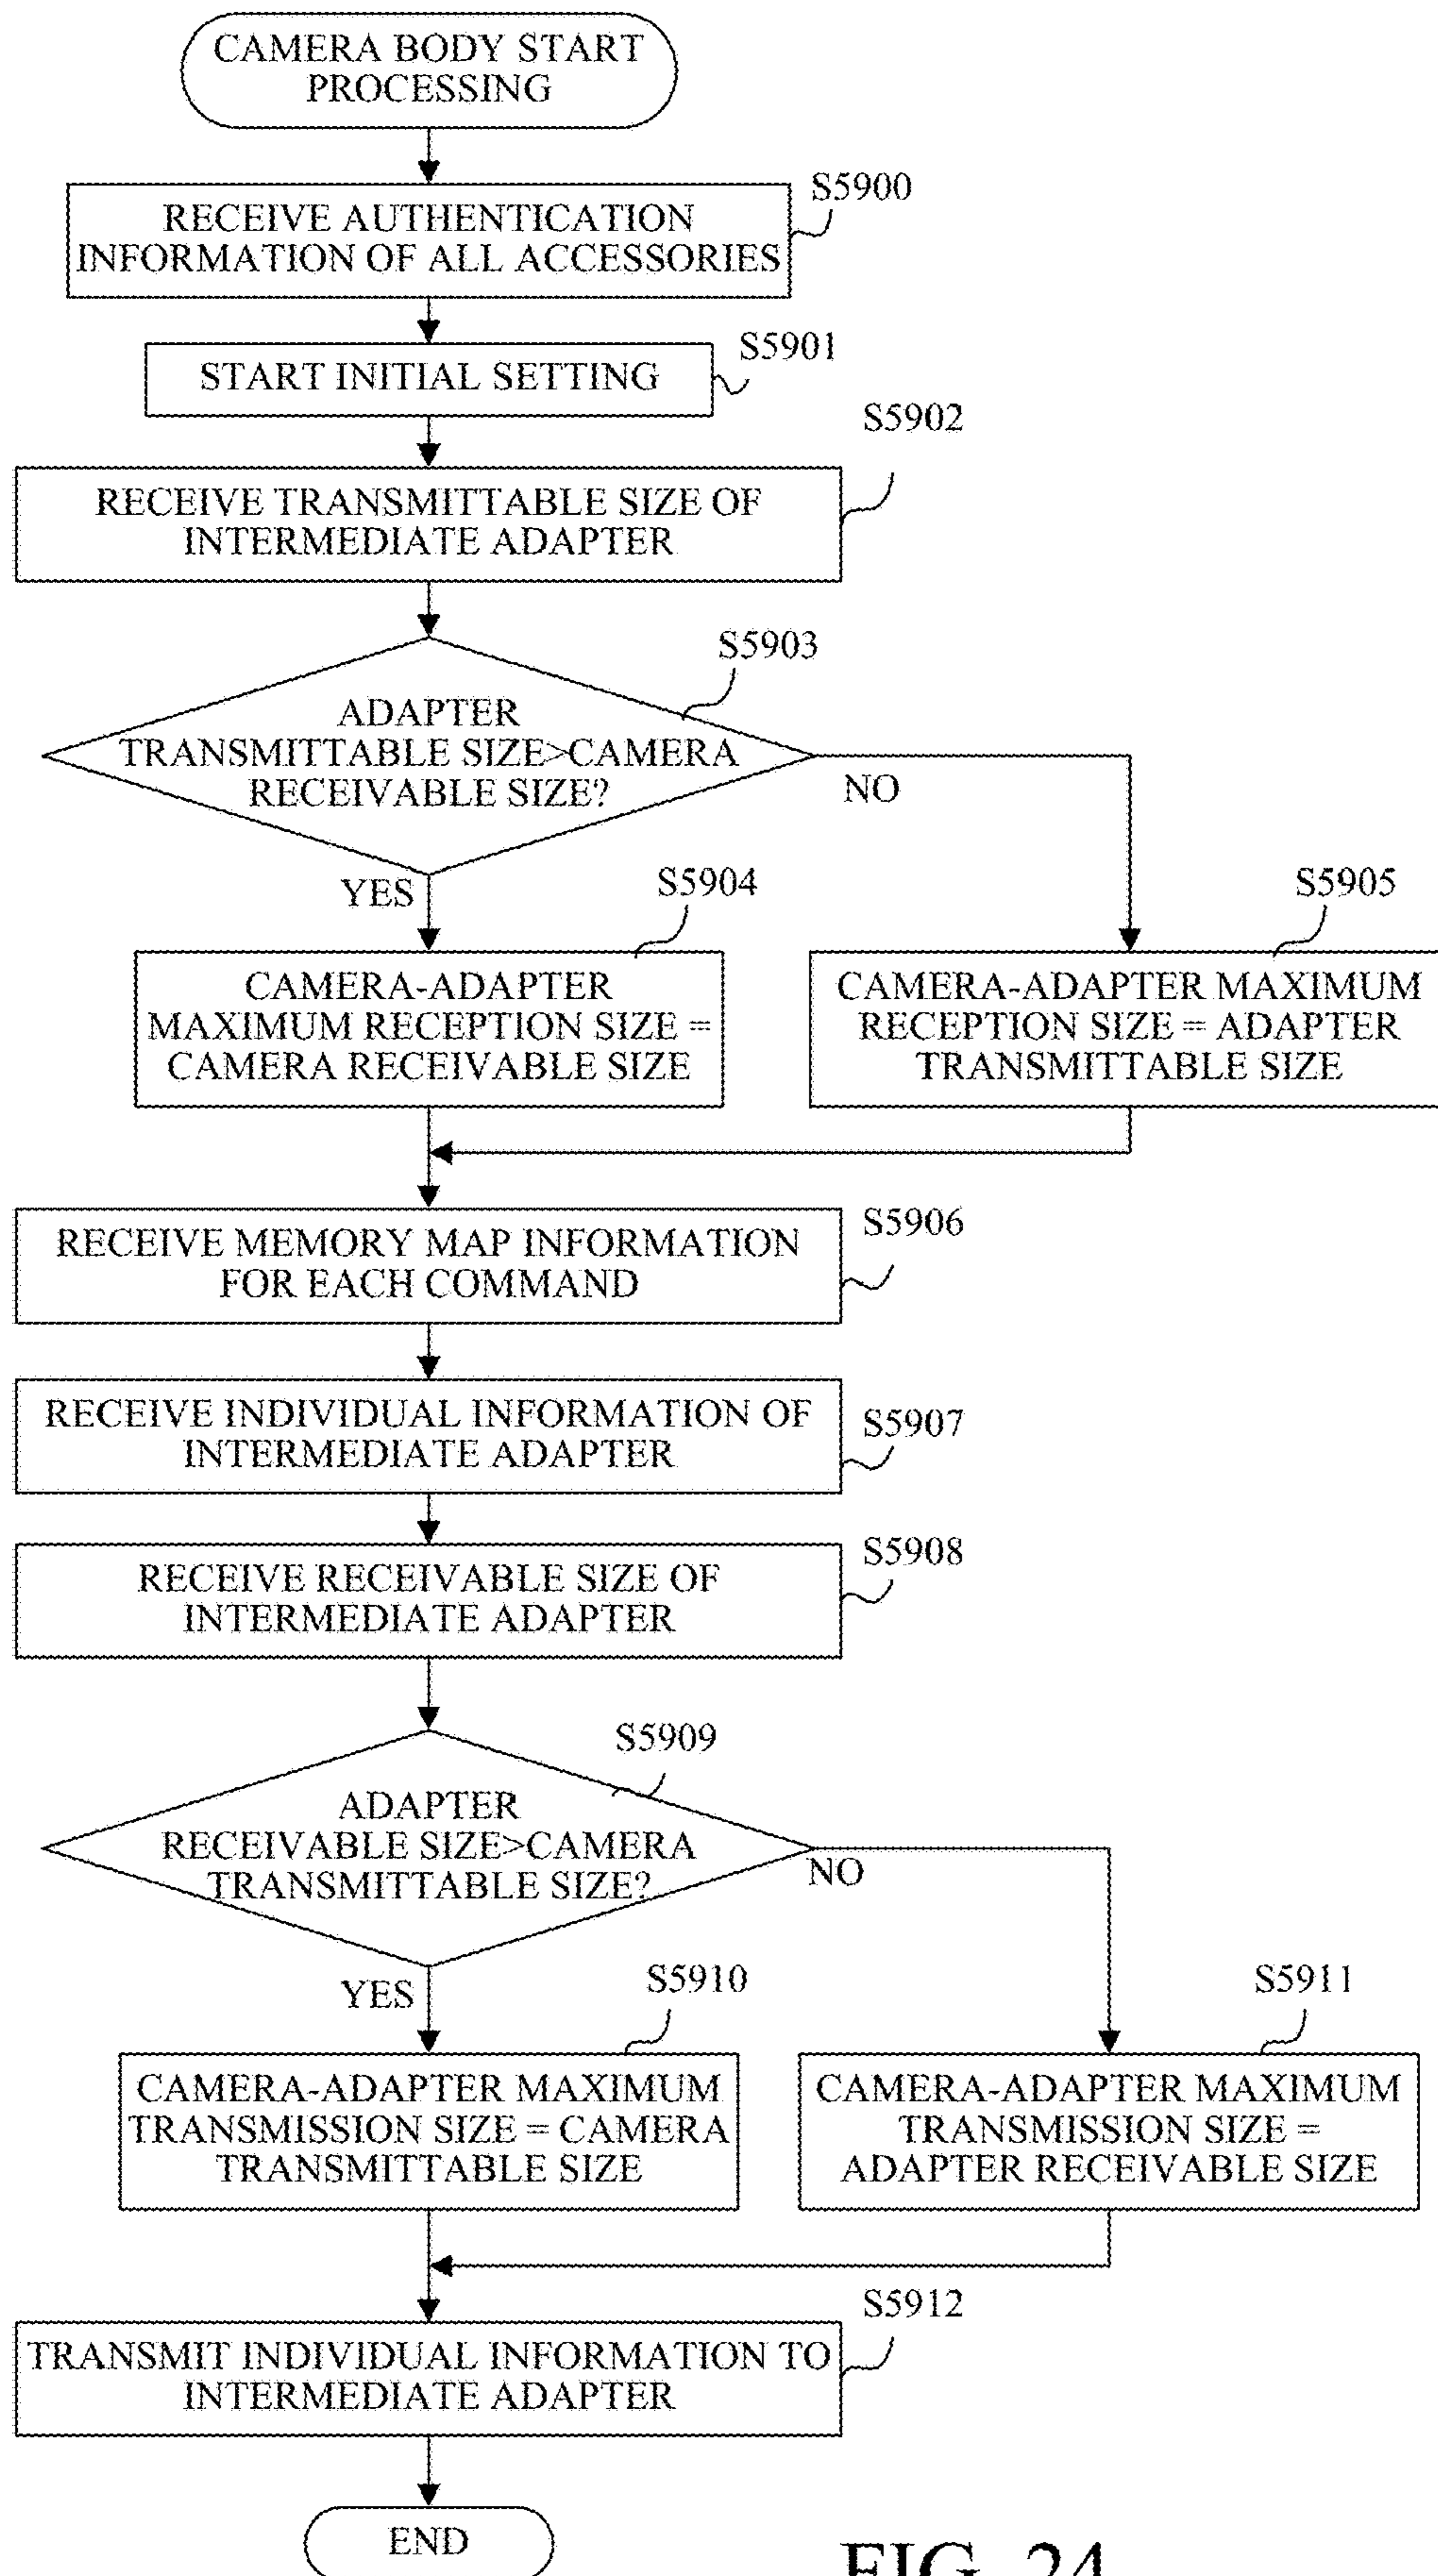 CAMERA BODY START
PROCESSING
S5900
RECEIVE AUTHENTICATION
INFORMATION OF ALL ACCESSORIES
S5901
START INITIAL SETTING
S5902
RECEIVE TRANSMITTABLE SIZE OF
INTERMEDIATE ADAPTER
S5903
ADAPTER
TRANSMITTABLE SIZE>CAMERA
RECEIVABLE SIZE?
NO
YES
S5904
CAMERA-ADAPTER
MAXIMUM RECEPTION SIZE =
CAMERA RECEIVABLE SIZE
S5905
CAMERA-ADAPTER MAXIMUM
RECEPTION SIZE = ADAPTER
TRANSMITTABLE SIZE
S5906
RECEIVE MEMORY MAP INFORMATION
FOR EACH COMMAND
S5907
RECEIVE INDIVIDUAL INFORMATION OF
INTERMEDIATE ADAPTER
S5908
RECEIVE RECEIVABLE SIZE OF
INTERMEDIATE ADAPTER
S5909
ADAPTER
RECEIVABLE SIZE>CAMERA
TRANSMITTABLE SIZE?
NO
YES
S5910
CAMERA-ADAPTER MAXIMUM
TRANSMISSION SIZE = CAMERA
TRANSMITTABLE SIZE
S5911
CAMERA-ADAPTER MAXIMUM
TRANSMISSION SIZE =
ADAPTER RECEIVABLE SIZE
S5912
TRANSMIT INDIVIDUAL INFORMATION TO
INTERMEDIATE ADAPTER
END
FIG. 24